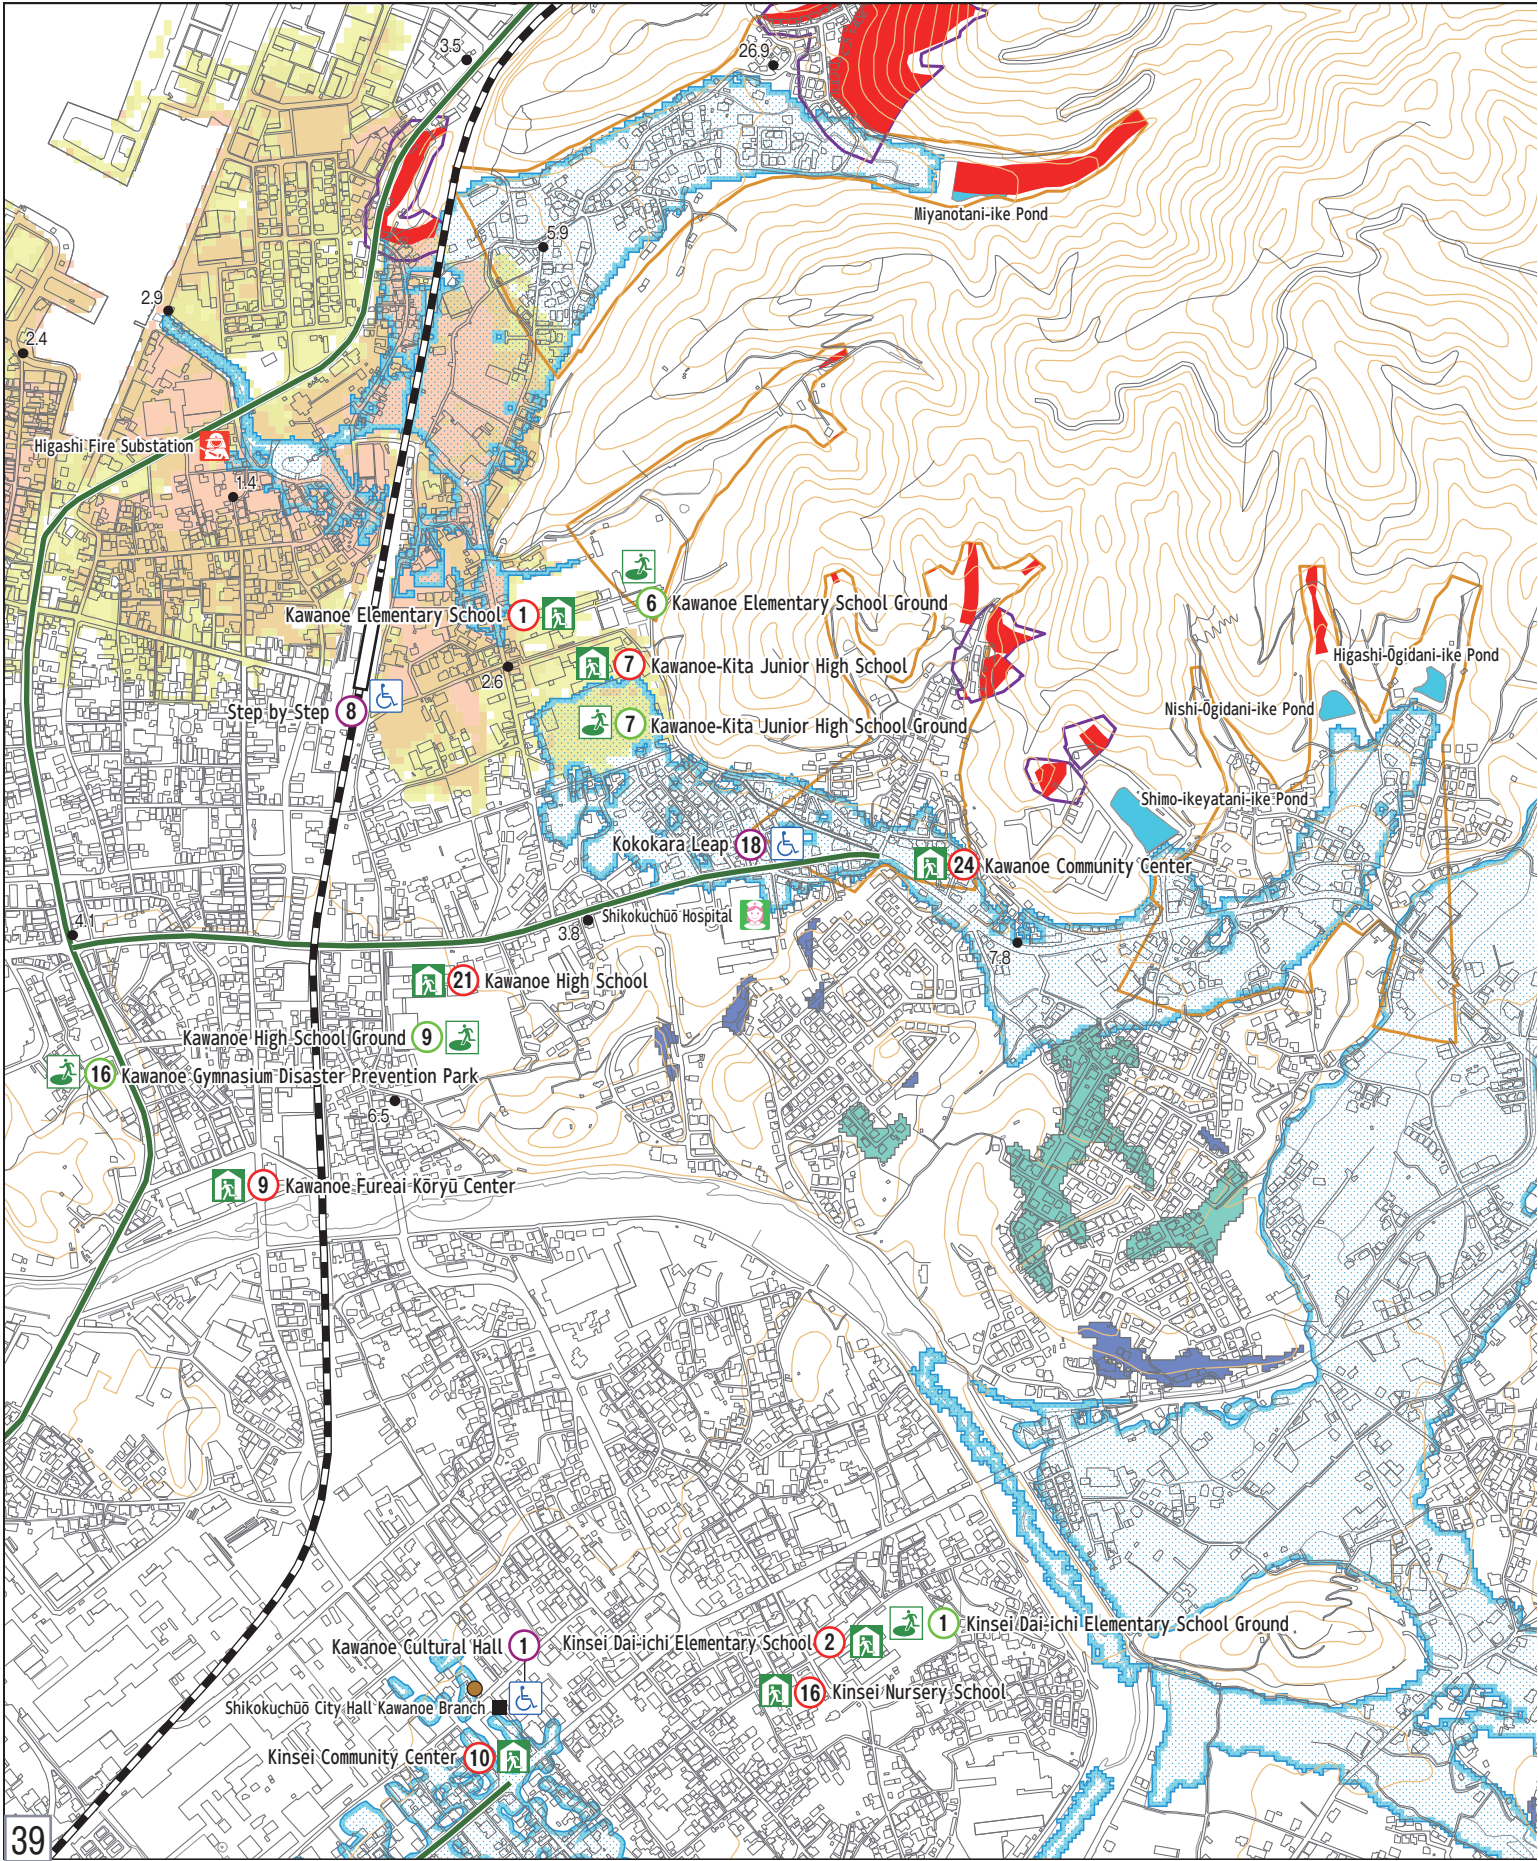 3.5
26.9
Miyanotani-ike Pond
5.9
2.9
2.4
Higashi Fire Substation
1.4
Kawanoe Elementary School 1
6 Kawanoe Elementary School Ground
7 Kawanoe-Kita Junior High School
2.6
Higashi-Ōgidani-ike Pond
Step by Step 8
7 Kawanoe-Kita Junior High School Ground
Nishi-Ōgidani-ike Pond
Shimo-ikeyatani-ike Pond
Kokokara Leap 18
24 Kawanoe Community Center
4.1
3.8
Shikokuchūō Hospital
7.8
21 Kawanoe High School
Kawanoe High School Ground 9
16 Kawanoe Gymnasium Disaster Prevention Park
6.5
9 Kawanoe Fureai Kōryū Center
1 Kinsei Dai-ichi Elementary School Ground
Kawanoe Cultural Hall 1
Kinsei Dai-ichi Elementary School 2
16 Kinsei Nursery School
Shikokuchūō City Hall Kawanoe Branch
Kinsei Community Center 10
39